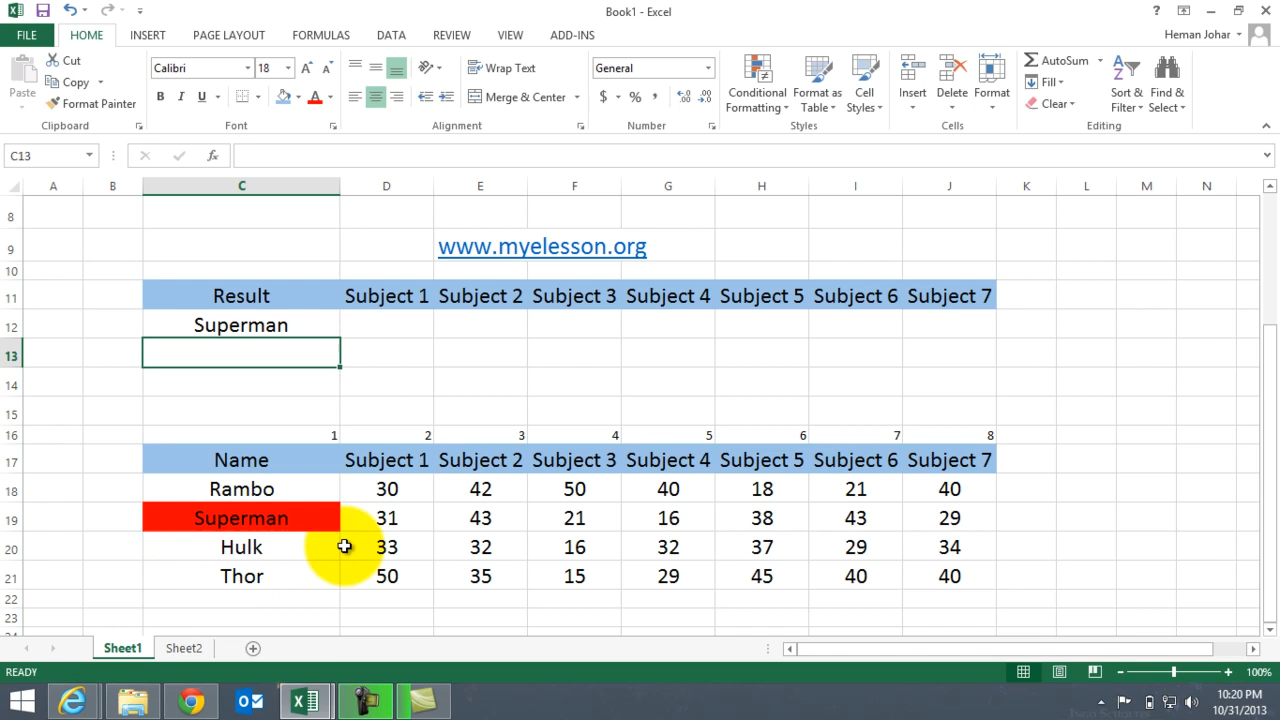 Book1 - Excel
?
FILE HOME INSERT PAGE LAYOUT FORMULAS DATA REVIEW VIEW ADD-INS Heman Johar
Paste
Cut
Copy
Format Painter
Clipboard
Calibri 18
B I U
Font
Wrap Text
Merge & Center
Alignment
General
$ % ,
Number
Conditional Formatting
Format as Table
Cell Styles
Styles
Insert
Delete
Format
Cells
AutoSum
Fill
Clear
Sort & Filter
Find & Select
Editing
C13 fx
A B C D E F G H I J K L M N
8
9 www.myelesson.org
10
11 Result Subject 1 Subject 2 Subject 3 Subject 4 Subject 5 Subject 6 Subject 7
12 Superman
13
14
15
16 1 2 3 4 5 6 7 8
17 Name Subject 1 Subject 2 Subject 3 Subject 4 Subject 5 Subject 6 Subject 7
18 Rambo 30 42 50 40 18 21 40
19 Superman 31 43 21 16 38 43 29
20 Hulk 33 32 16 32 37 29 34
21 Thor 50 35 15 29 45 40 40
22
23
Sheet1 Sheet2
READY 100%
10:20 PM
10/31/2013